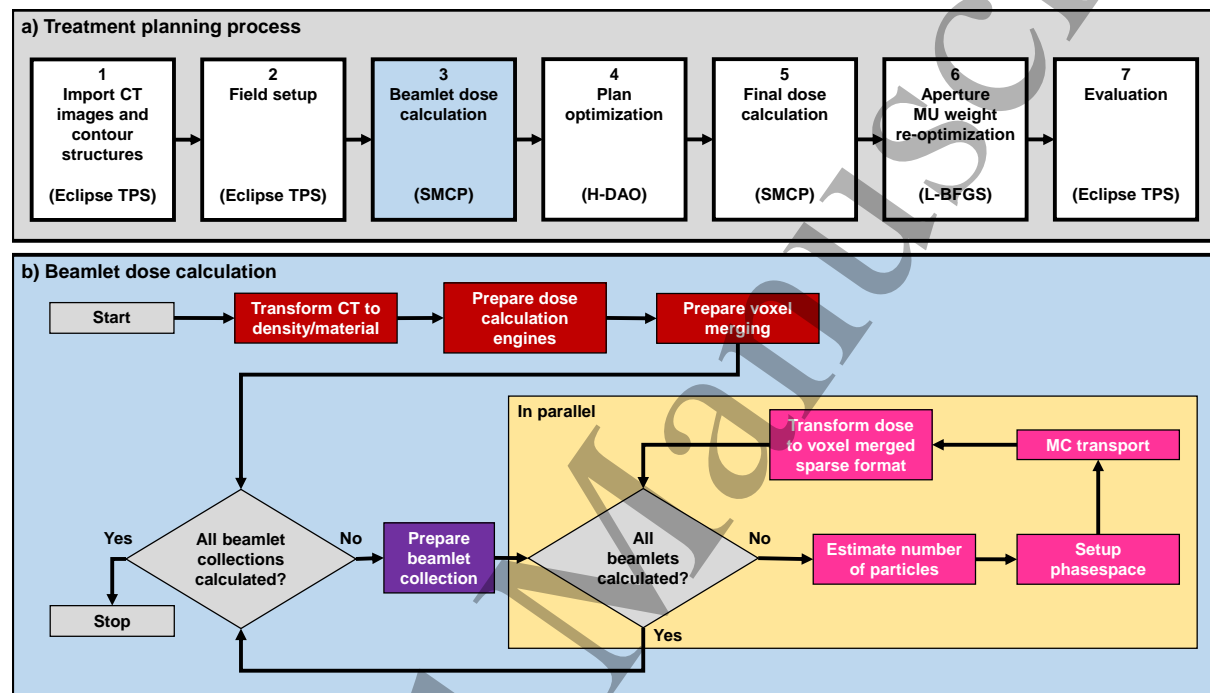 a) Treatment planning process
1
Import CT
images and
contour
structures
(Eclipse TPS)
2
Field setup
(Eclipse TPS)
3
Beamlet dose
calculation
(SMCP)
4
Plan
optimization
(H-DAO)
5
Final dose
calculation
(SMCP)
6
Aperture
MU weight
re-optimization
(L-BFGS)
7
Evaluation
(Eclipse TPS)
b) Beamlet dose calculation
Start
Transform CT to
density/material
Prepare dose
calculation
engines
Prepare voxel
merging
In parallel
Transform dose
to voxel merged
sparse format
MC transport
Yes
All beamlet
collections
calculated?
No
Prepare
beamlet
collection
All
beamlets
calculated?
No
Estimate number
of particles
Setup
phasespace
Stop
Yes
Manusc